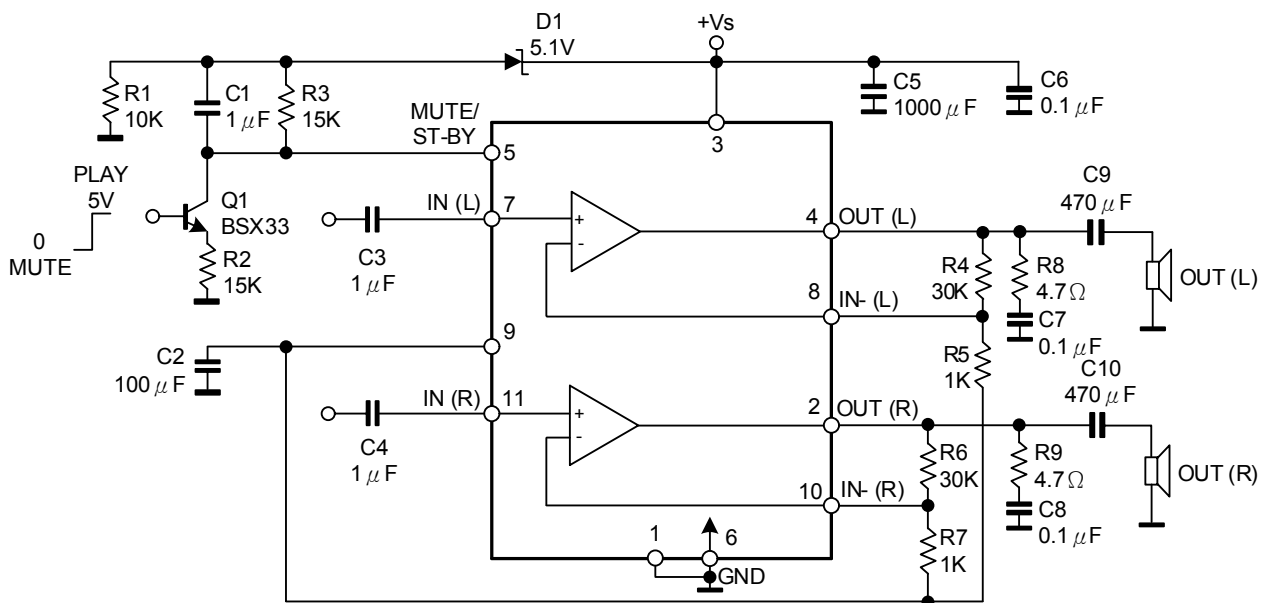 D1
5.1V
+Vs
R1
10K
C1
1μF
R3
15K
MUTE/
ST-BY
5
3
C5
1000μF
C6
0.1μF
PLAY
5V
0
MUTE
Q1
BSX33
R2
15K
C3
1μF
IN (L)
7
+
-
4
OUT (L)
8
IN- (L)
R4
30K
R8
4.7Ω
C7
0.1μF
C9
470μF
OUT (L)
R5
1K
C2
100μF
9
C4
1μF
IN (R)
11
+
-
2
OUT (R)
10
IN- (R)
R6
30K
R7
1K
R9
4.7Ω
C8
0.1μF
C10
470μF
OUT (R)
1
6
GND